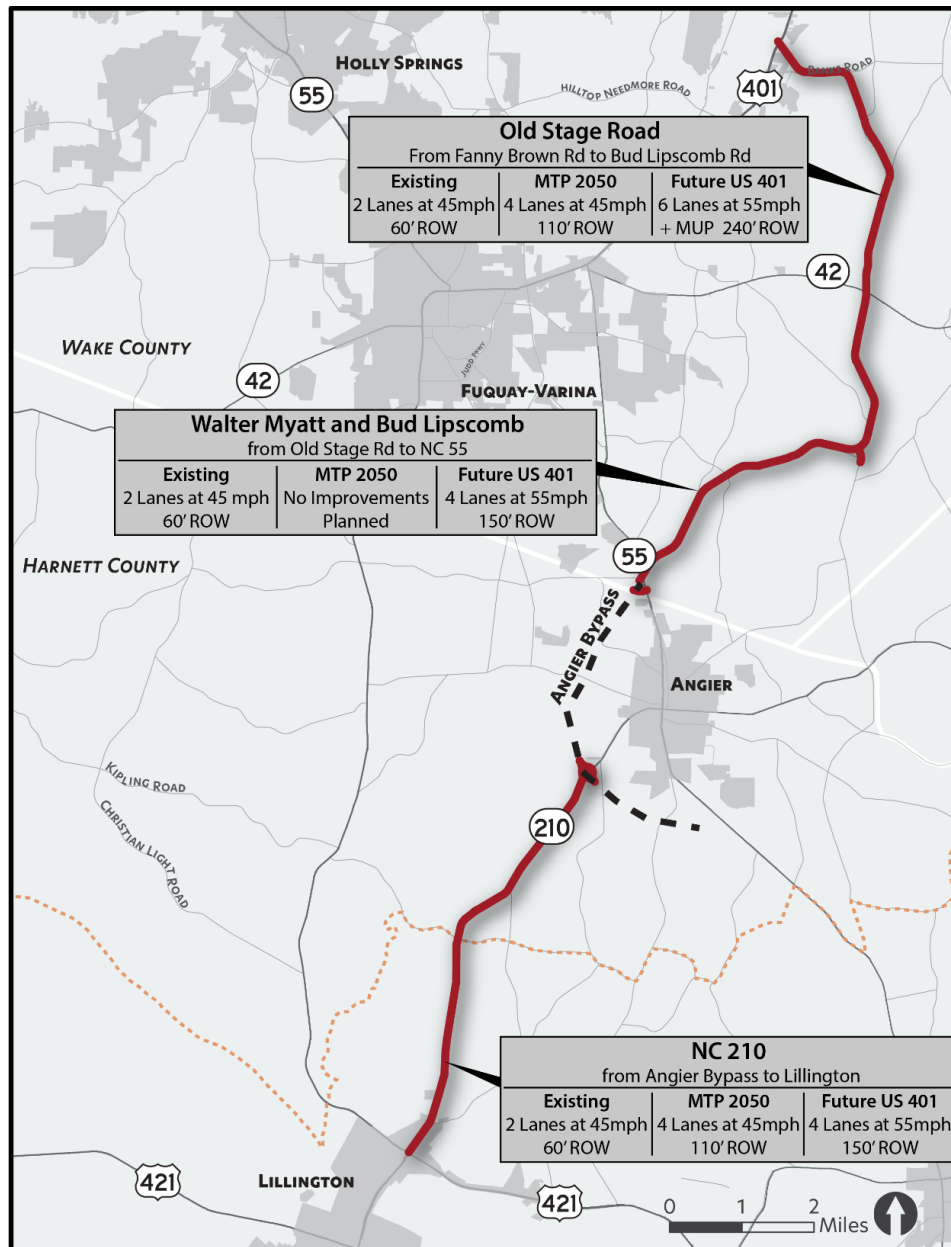 HOLLY SPRINGS
55
401
BANKS ROAD
HILLTOP NEEDMORE ROAD
Old Stage Road
From Fanny Brown Rd to Bud Lipscomb Rd
Existing MTP 2050 Future US 401
2 Lanes at 45mph 4 Lanes at 45mph 6 Lanes at 55mph
60' ROW 110' ROW + MUP 240' ROW
42
WAKE COUNTY
JUDD PKWY
42
FUQUAY-VARINA
Walter Myatt and Bud Lipscomb
from Old Stage Rd to NC 55
Existing MTP 2050 Future US 401
2 Lanes at 45 mph No Improvements 4 Lanes at 55mph
60' ROW Planned 150' ROW
55
HARNETT COUNTY
ANGIER BYPASS
ANGIER
KIPLING ROAD
CHRISTIAN LIGHT ROAD
210
NC 210
from Angier Bypass to Lillington
Existing MTP 2050 Future US 401
2 Lanes at 45mph 4 Lanes at 45mph 4 Lanes at 55mph
60' ROW 110' ROW 150' ROW
LILLINGTON
421
421
0 1 2
Miles